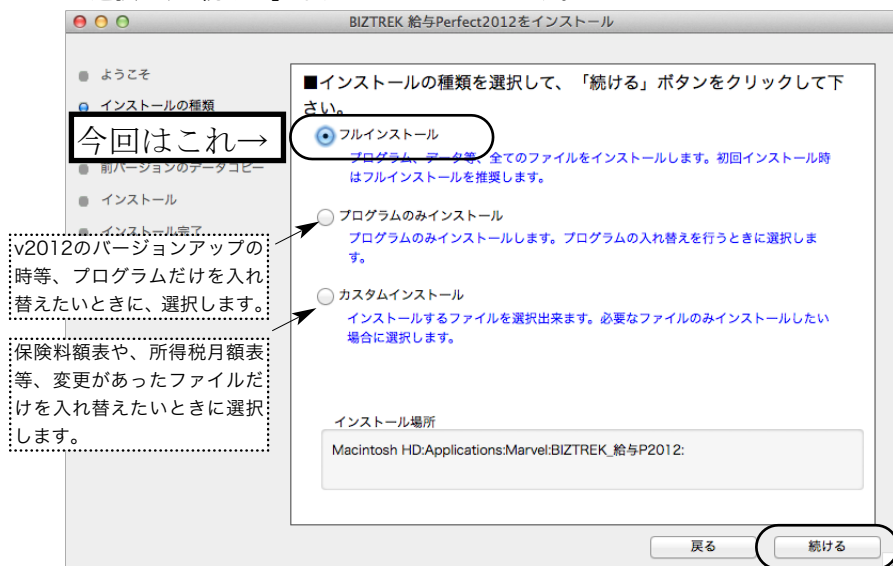 BIZTREK 給与Perfect2012をインストール
ようこそ
インストールの種類
今回はこれ→
前バージョンのデータコピー
インストール
インストール完了
■インストールの種類を選択して、「続ける」ボタンをクリックして下
さい。
フルインストール
プログラム、データ等、全てのファイルをインストールします。初回インストール時
はフルインストールを推奨します。
プログラムのみインストール
プログラムのみインストールします。プログラムの入れ替えを行うときに選択しま
す。
カスタムインストール
インストールするファイルを選択出来ます。必要なファイルのみインストールしたい
場合に選択します。
v2012のバージョンアップの
時等、プログラムだけを入れ
替えたいときに、選択します。
保険料額表や、所得税月額表
等、変更があったファイルだ
けを入れ替えたいときに選択
します。
インストール場所
Macintosh HD:Applications:Marvel:BIZTREK_給与P2012:
戻る
続ける